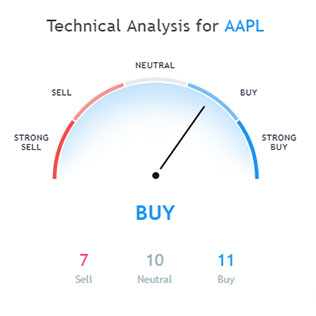 Technical Analysis for AAPL
NEUTRAL
SELL
BUY
STRONG
SELL
STRONG
BUY
BUY
7
10
11
Sell
Neutral
Buy